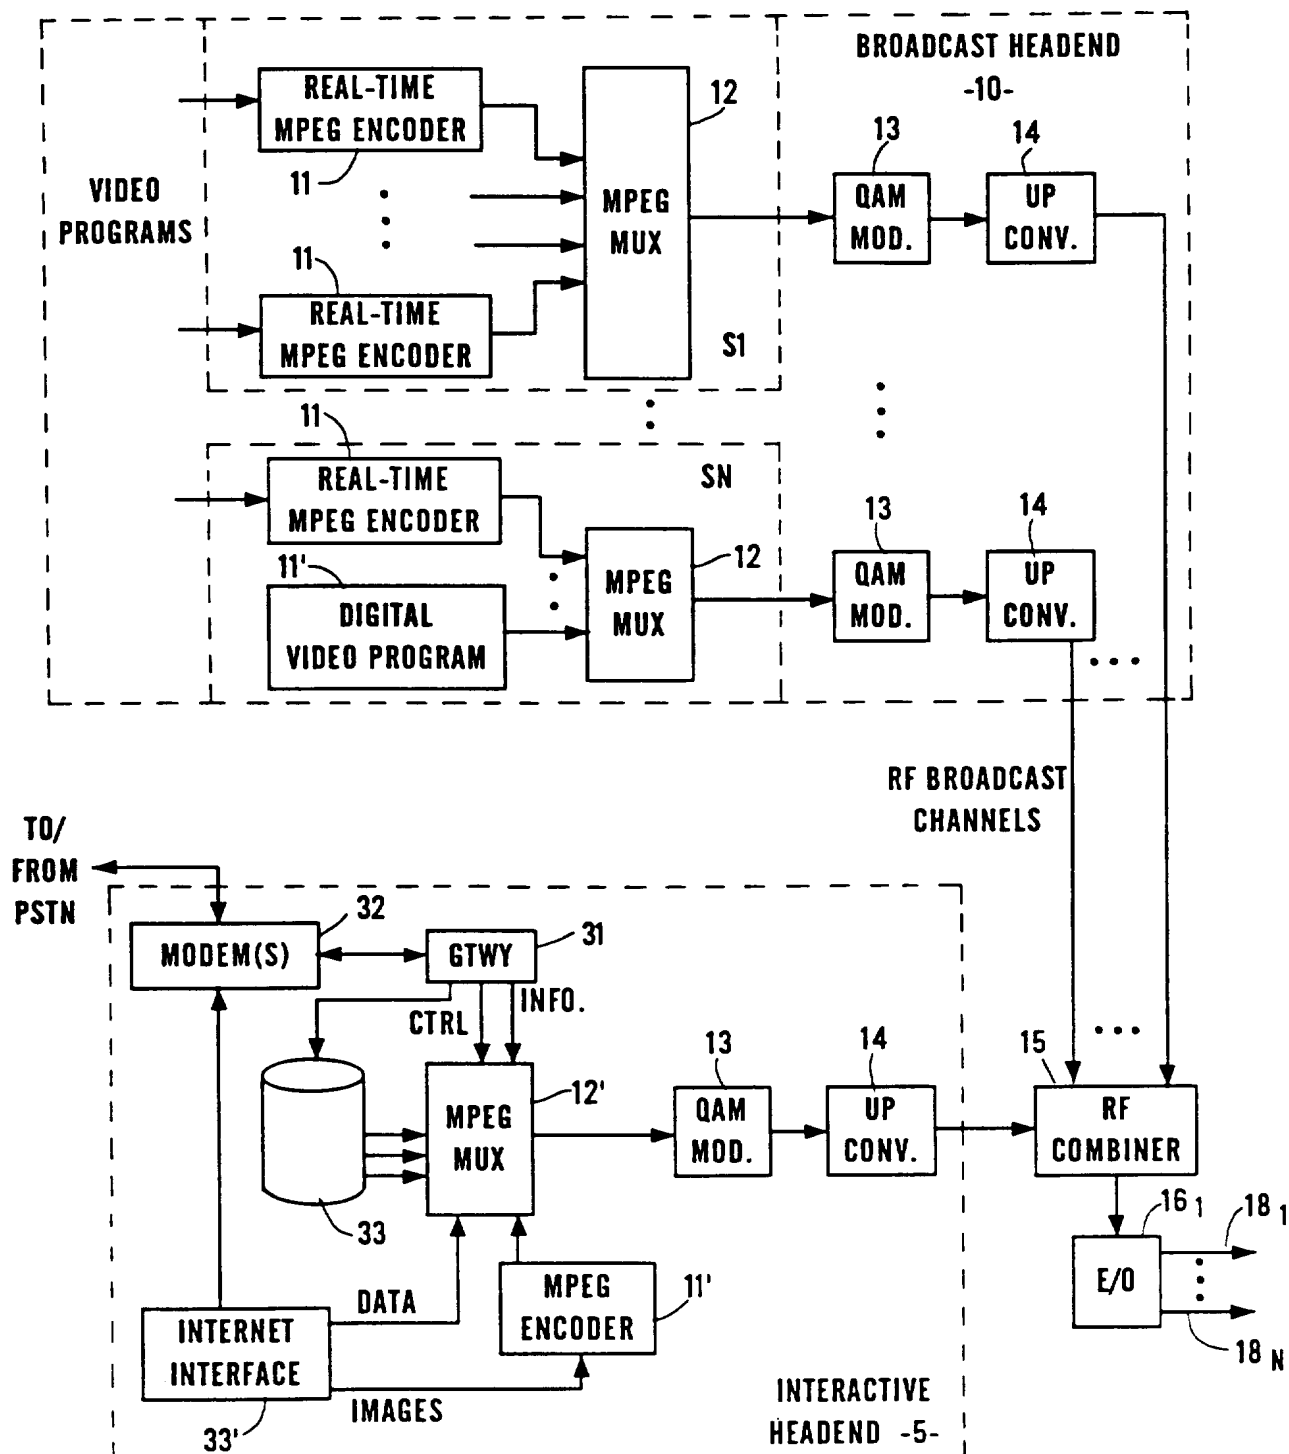 BROADCAST HEADEND
-10-
VIDEO
PROGRAMS
REAL-TIME
MPEG ENCODER
11
11
REAL-TIME
MPEG ENCODER
MPEG
MUX
12
S1
13
QAM
MOD.
14
UP
CONV.
11
REAL-TIME
MPEG ENCODER
11'
DIGITAL
VIDEO PROGRAM
SN
MPEG
MUX
12
13
QAM
MOD.
14
UP
CONV.
RF BROADCAST
CHANNELS
TO/
FROM
PSTN
32
MODEM(S)
31
GTWY
CTRL
INFO.
33
MPEG
MUX
12'
13
QAM
MOD.
14
UP
CONV.
15
RF
COMBINER
16 1
E/O
18 1
18 N
DATA
MPEG
ENCODER
11'
INTERNET
INTERFACE
33'
IMAGES
INTERACTIVE
HEADEND -5-